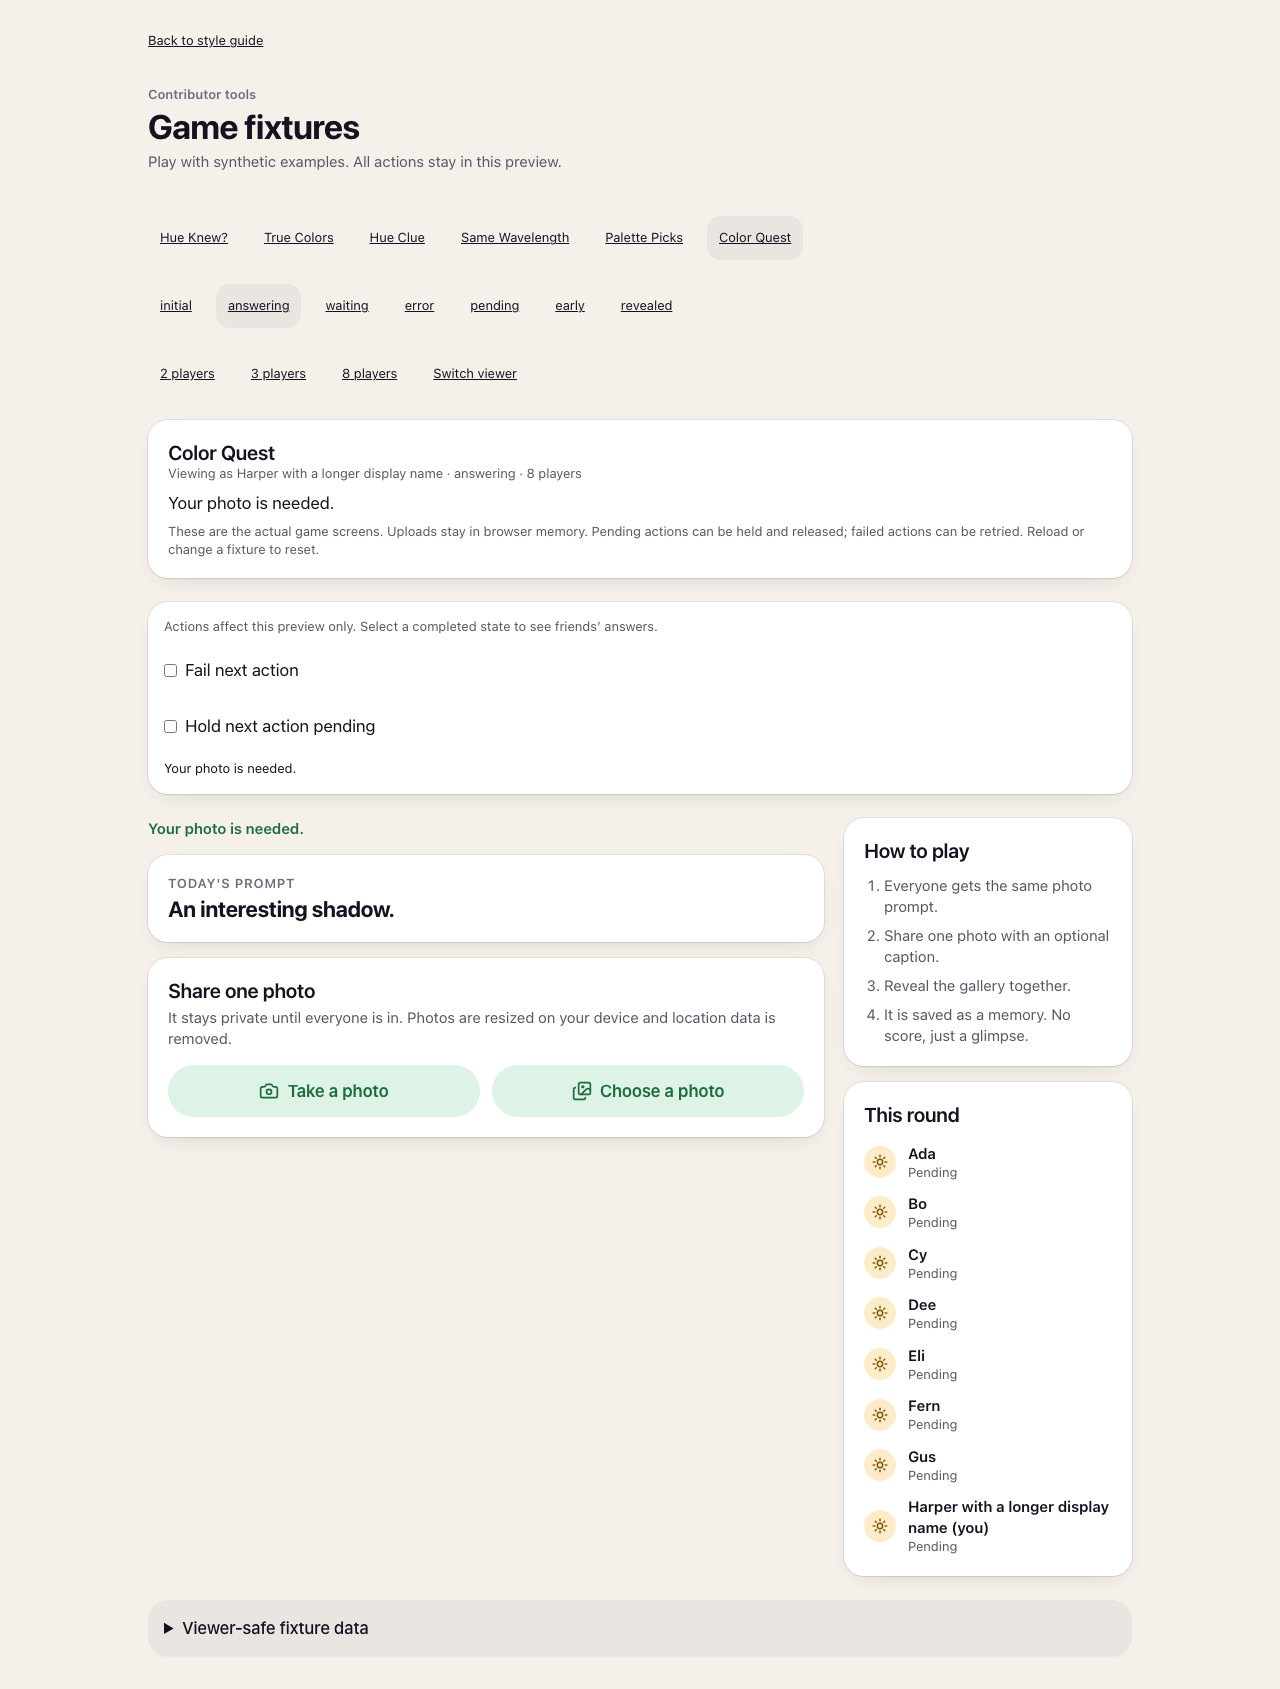 Back to style guide
Contributor tools
Game fixtures
Play with synthetic examples. All actions stay in this preview.
Hue Knew? True Colors Hue Clue Same Wavelength Palette Picks Color Quest
initial answering waiting error pending early revealed
2 players 3 players 8 players Switch viewer
Color Quest
Viewing as Harper with a longer display name · answering · 8 players
Your photo is needed.
These are the actual game screens. Uploads stay in browser memory. Pending actions can be held and released; failed actions can be retried. Reload or
change a fixture to reset.
Actions affect this preview only. Select a completed state to see friends’ answers.
Fail next action
Hold next action pending
Your photo is needed.
Your photo is needed.
TODAY'S PROMPT
An interesting shadow.
Share one photo
It stays private until everyone is in. Photos are resized on your device and location data is
removed.
Take a photo
Choose a photo
How to play
1. Everyone gets the same photo
prompt.
2. Share one photo with an optional
caption.
3. Reveal the gallery together.
4. It is saved as a memory. No
score, just a glimpse.
This round
Ada
Pending
Bo
Pending
Cy
Pending
Dee
Pending
Eli
Pending
Fern
Pending
Gus
Pending
Harper with a longer display
name (you)
Pending
Viewer-safe fixture data